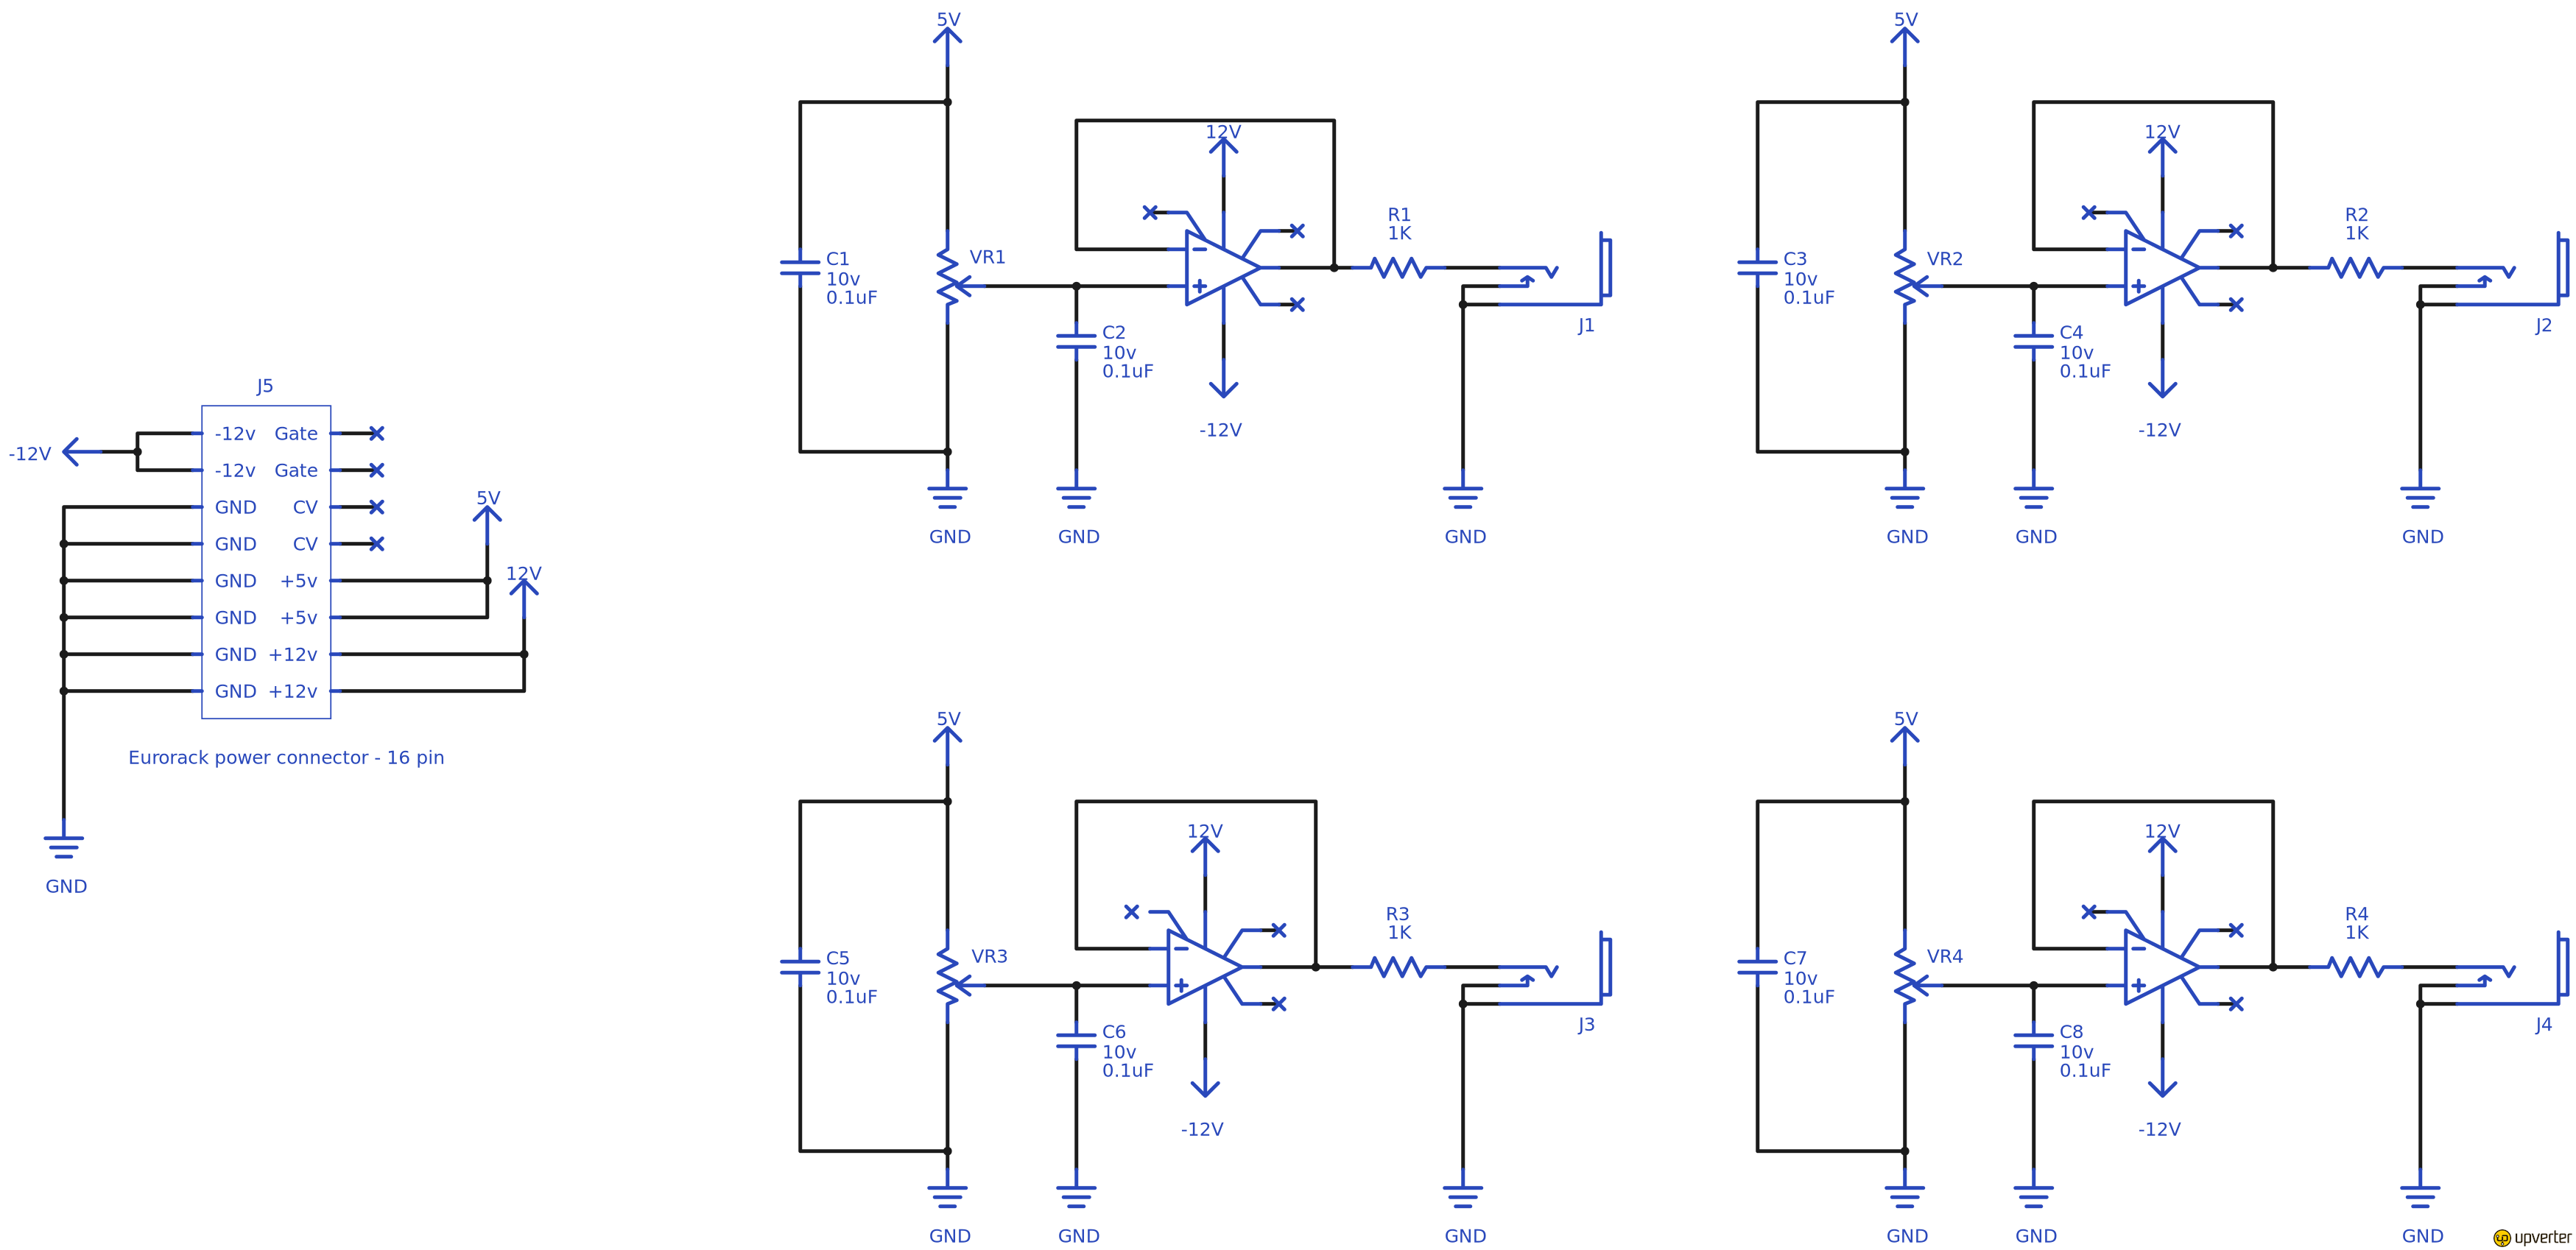 J5
-12v Gate
-12v Gate
GND CV
GND CV
GND +5v
GND +5v
GND +12v
GND +12v
-12V
5V
12V
GND
Eurorack power connector - 16 pin
5V
C1
10v
0.1uF
VR1
12V
-12V
C2
10v
0.1uF
R1
1K
J1
GND
GND
GND
5V
C3
10v
0.1uF
VR2
12V
-12V
C4
10v
0.1uF
R2
1K
J2
GND
GND
GND
5V
C5
10v
0.1uF
VR3
12V
-12V
C6
10v
0.1uF
R3
1K
J3
GND
GND
GND
5V
C7
10v
0.1uF
VR4
12V
-12V
C8
10v
0.1uF
R4
1K
J4
GND
GND
GND
up upverter